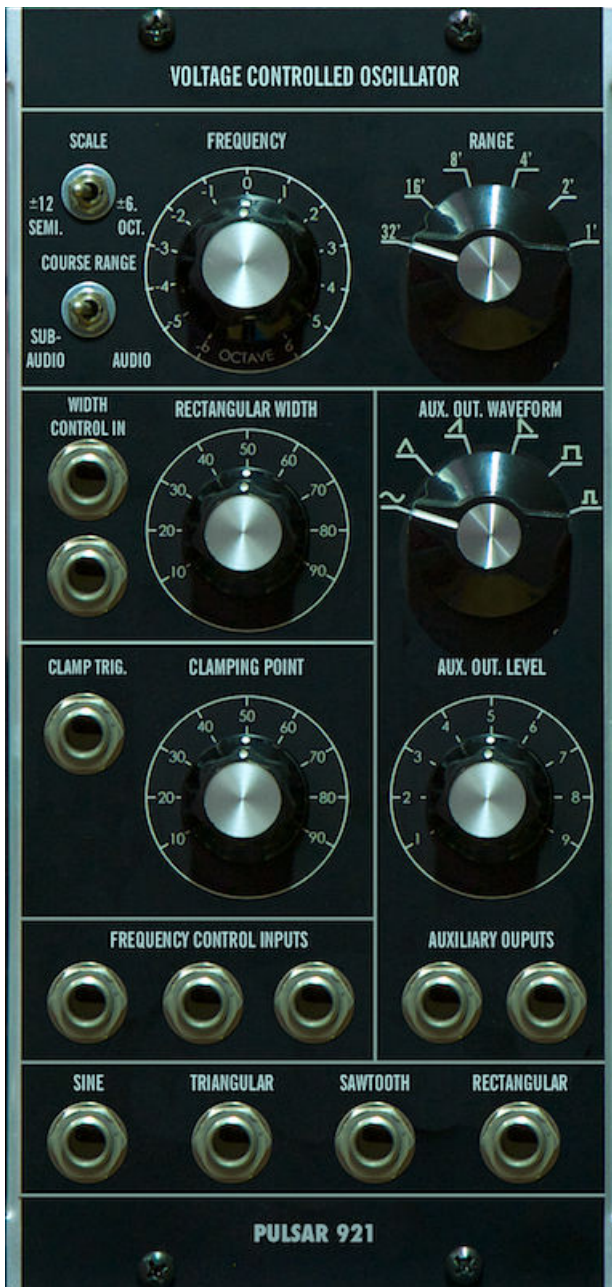 VOLTAGE CONTROLLED OSCILLATOR
SCALE
FREQUENCY
RANGE
±12
SEMI.
±6.
OCT.
COURSE RANGE
SUB-
AUDIO
AUDIO
-6 -5 -4 -3 -2 -1 0 1 2 3 4 5 6
OCTAVE
32' 16' 8' 4' 2' 1'
WIDTH
CONTROL IN
RECTANGULAR WIDTH
10 20 30 40 50 60 70 80 90
AUX. OUT. WAVEFORM
CLAMP TRIG.
CLAMPING POINT
10 20 30 40 50 60 70 80 90
AUX. OUT. LEVEL
1 2 3 4 5 6 7 8 9
FREQUENCY CONTROL INPUTS
AUXILIARY OUPUTS
SINE
TRIANGULAR
SAWTOOTH
RECTANGULAR
PULSAR 921